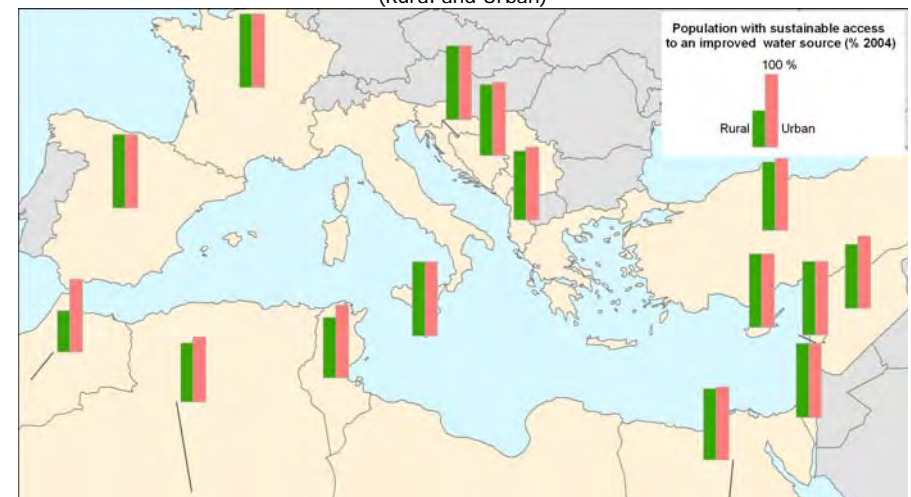 (Rural and Urban)
Population with sustainable access
to an improved water source (% 2004)
100 %
Rural Urban